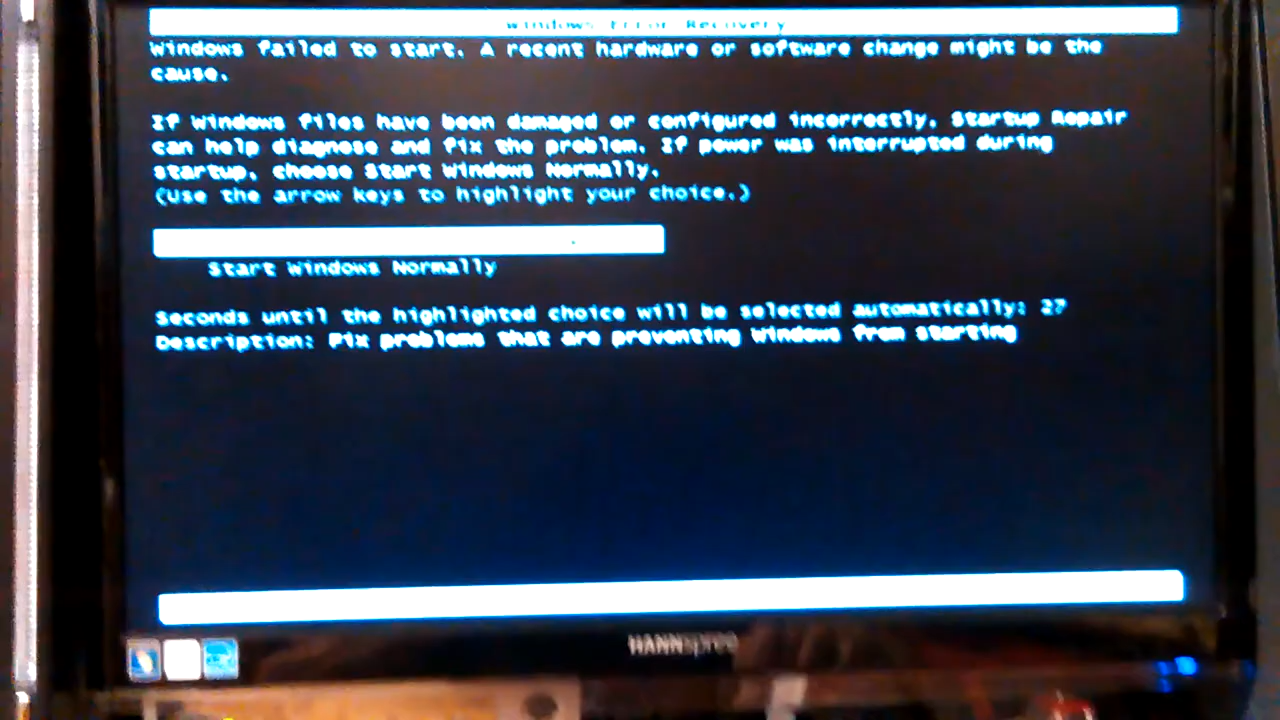 Windows Error Recovery
Windows failed to start. A recent hardware or software change might be the
cause.
If Windows files have been damaged or configured incorrectly, Startup Repair
can help diagnose and fix the problem. If power was interrupted during
startup, choose Start Windows Normally.
(Use the arrow keys to highlight your choice.)
Start Windows Normally
Seconds until the highlighted choice will be selected automatically: 27
Description: Fix problems that are preventing Windows from starting
HANNspree